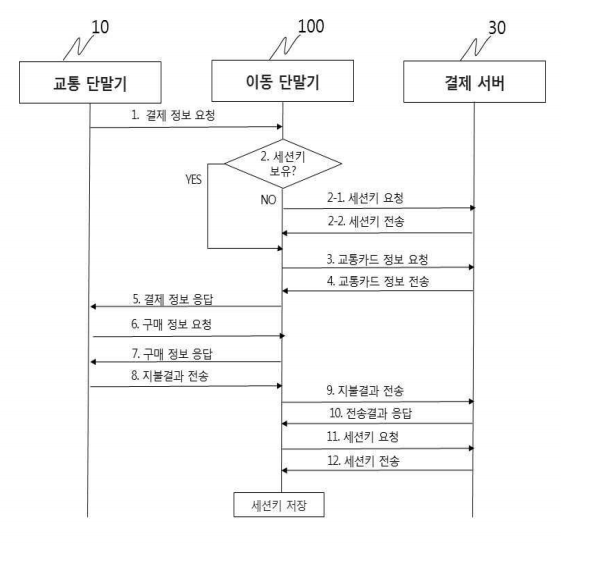 10
100
30
교통 단말기
이동 단말기
결제 서버
1. 결제 정보 요청
2. 세션키
보유?
YES
NO
2-1. 세션키 요청
2-2. 세션키 전송
3. 교통카드 정보 요청
4. 교통카드 정보 전송
5. 결제 정보 응답
6. 구매 정보 요청
7. 구매 정보 응답
8. 지불결과 전송
9. 지불결과 전송
10. 전송결과 응답
11. 세션키 요청
12. 세션키 전송
세션키 저장